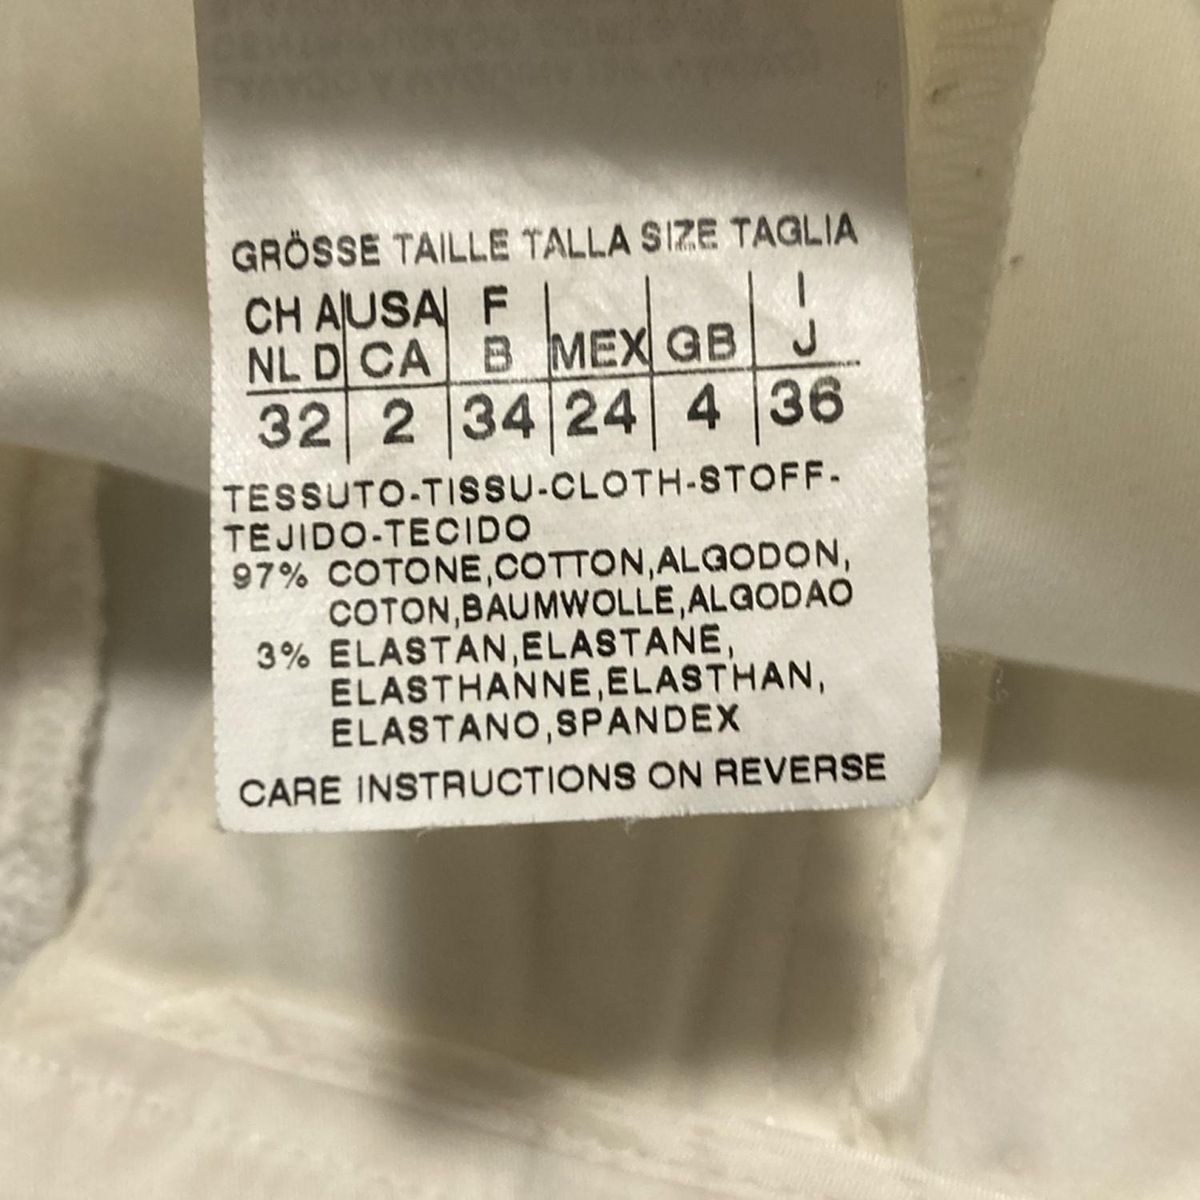 GRÖSSE TAILLE TALLA SIZE TAGLIA
CH A USA F I
NL D CA B MEX GB J
32 2 34 24 4 36
TESSUTO-TISSU-CLOTH-STOFF-
TEJIDO-TECIDO
97% COTONE,COTTON,ALGODON,
COTON,BAUMWOLLE,ALGODAO
3% ELASTAN,ELASTANE,
ELASTHANNE,ELASTHAN,
ELASTANO,SPANDEX
CARE INSTRUCTIONS ON REVERSE